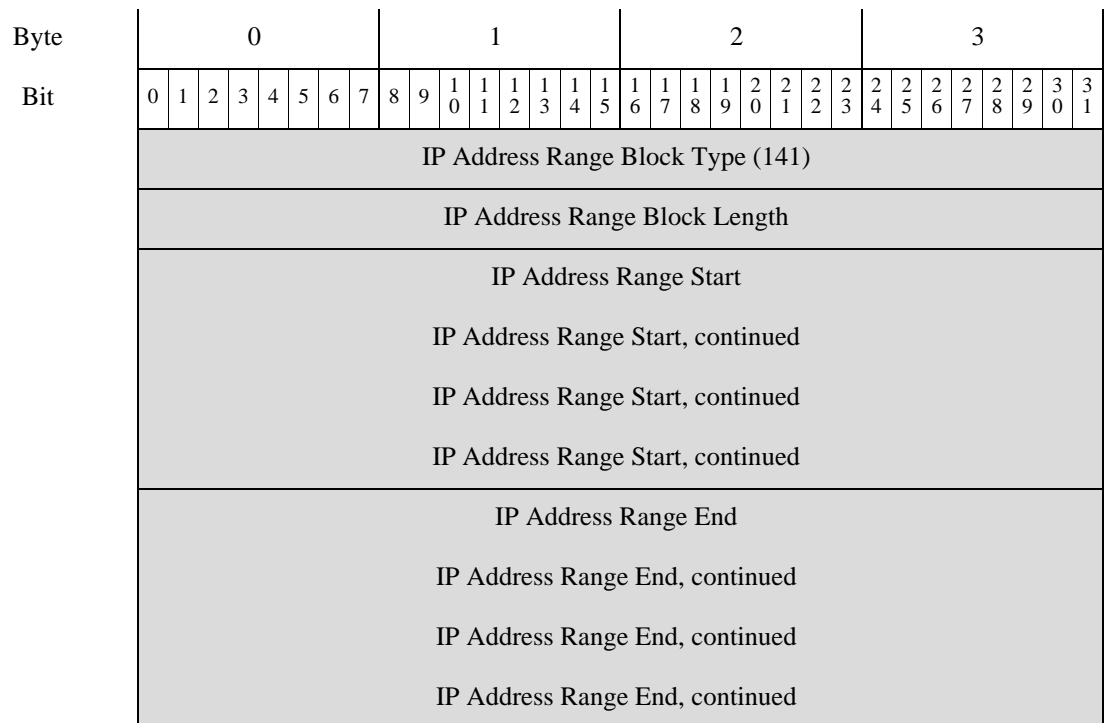 Byte 0 1 2 3
Bit 0 1 2 3 4 5 6 7 8 9 10 11 12 13 14 15 16 17 18 19 20 21 22 23 24 25 26 27 28 29 30 31
IP Address Range Block Type (141)
IP Address Range Block Length
IP Address Range Start
IP Address Range Start, continued
IP Address Range Start, continued
IP Address Range Start, continued
IP Address Range End
IP Address Range End, continued
IP Address Range End, continued
IP Address Range End, continued